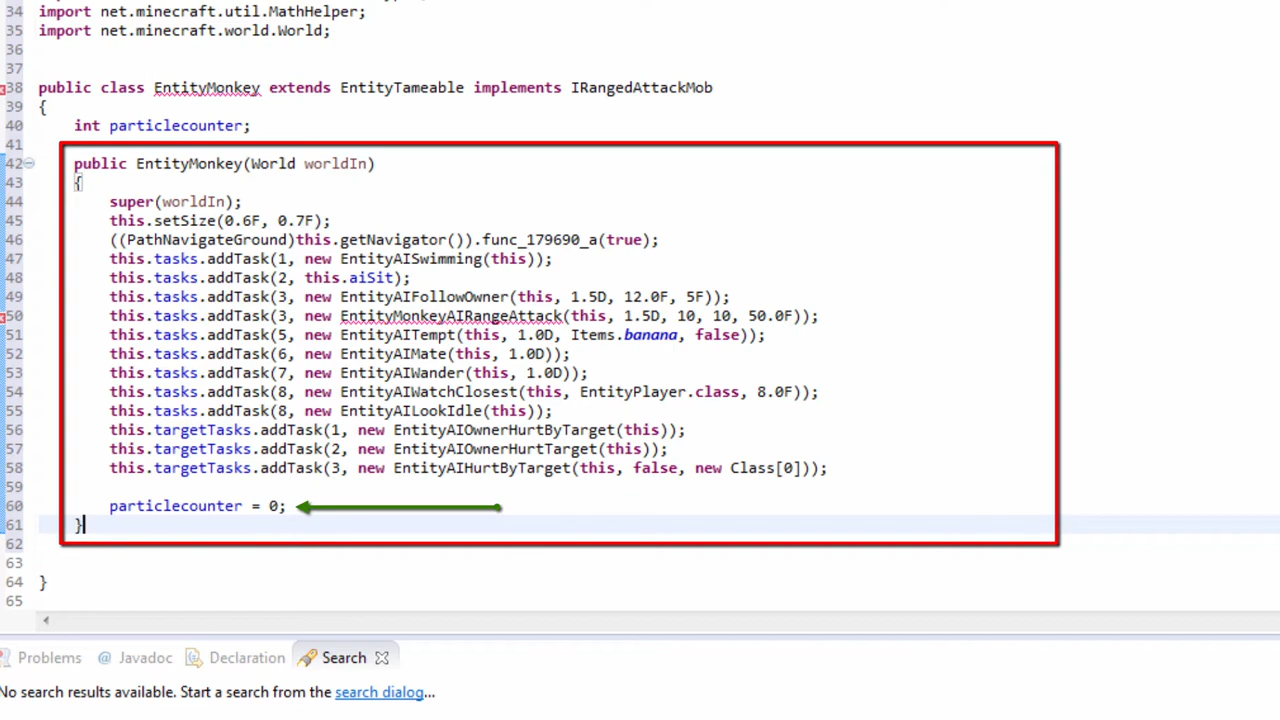 34 import net.minecraft.util.MathHelper;
35 import net.minecraft.world.World;
36
37
38 public class EntityMonkey extends EntityTameable implements IRangedAttackMob
39 {
40 int particlecounter;
41
42 public EntityMonkey(World worldIn)
43 {
44 super(worldIn);
45 this.setSize(0.6F, 0.7F);
46 ((PathNavigateGround)this.getNavigator()).func_179690_a(true);
47 this.tasks.addTask(1, new EntityAISwimming(this));
48 this.tasks.addTask(2, this.aiSit);
49 this.tasks.addTask(3, new EntityAIFollowOwner(this, 1.5D, 12.0F, 5F));
50 this.tasks.addTask(3, new EntityMonkeyAIRangeAttack(this, 1.5D, 10, 10, 50.0F));
51 this.tasks.addTask(5, new EntityAITempt(this, 1.0D, Items.banana, false));
52 this.tasks.addTask(6, new EntityAIMate(this, 1.0D));
53 this.tasks.addTask(7, new EntityAIWander(this, 1.0D));
54 this.tasks.addTask(8, new EntityAIWatchClosest(this, EntityPlayer.class, 8.0F));
55 this.tasks.addTask(8, new EntityAILookIdle(this));
56 this.targetTasks.addTask(1, new EntityAIOwnerHurtByTarget(this));
57 this.targetTasks.addTask(2, new EntityAIOwnerHurtTarget(this));
58 this.targetTasks.addTask(3, new EntityAIHurtByTarget(this, false, new Class[0]));
59
60 particlecounter = 0;
61 }
62
63
64 }
65
Problems @ Javadoc Declaration Search
No search results available. Start a search from the search dialog...